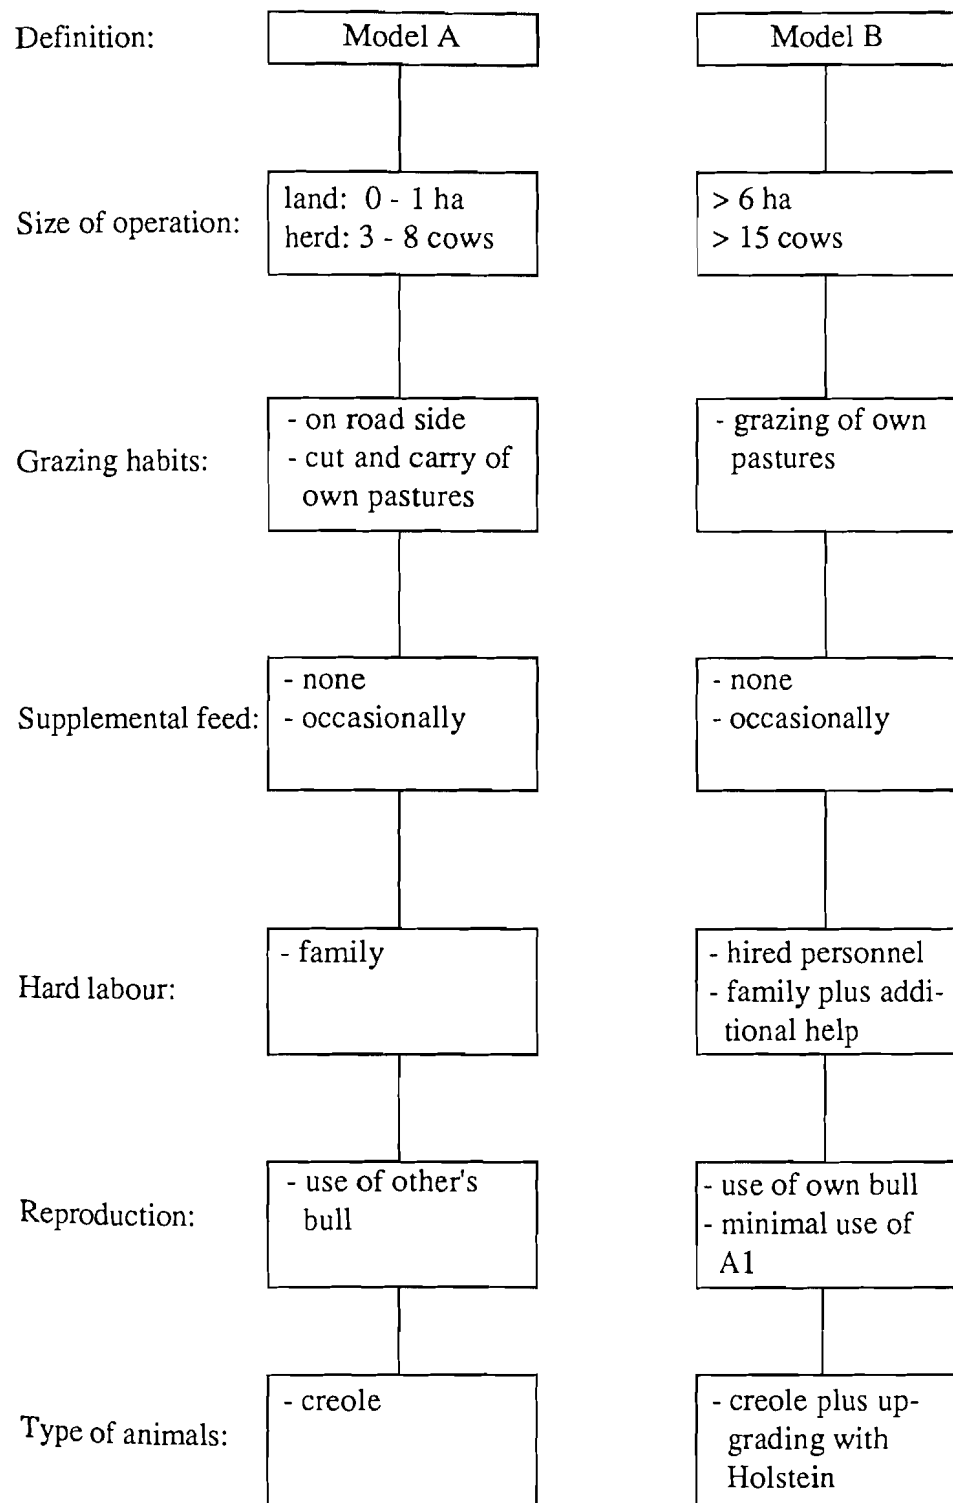 Definition:
Model A
Model B
Size of operation:
land: 0 - 1 ha
herd: 3 - 8 cows
> 6 ha
> 15 cows
Grazing habits:
- on road side
- cut and carry of
own pastures
- grazing of own
pastures
Supplemental feed:
- none
- occasionally
- none
- occasionally
Hard labour:
- family
- hired personnel
- family plus addi-
tional help
Reproduction:
- use of other's
bull
- use of own bull
- minimal use of
A1
Type of animals:
- creole
- creole plus up-
grading with
Holstein